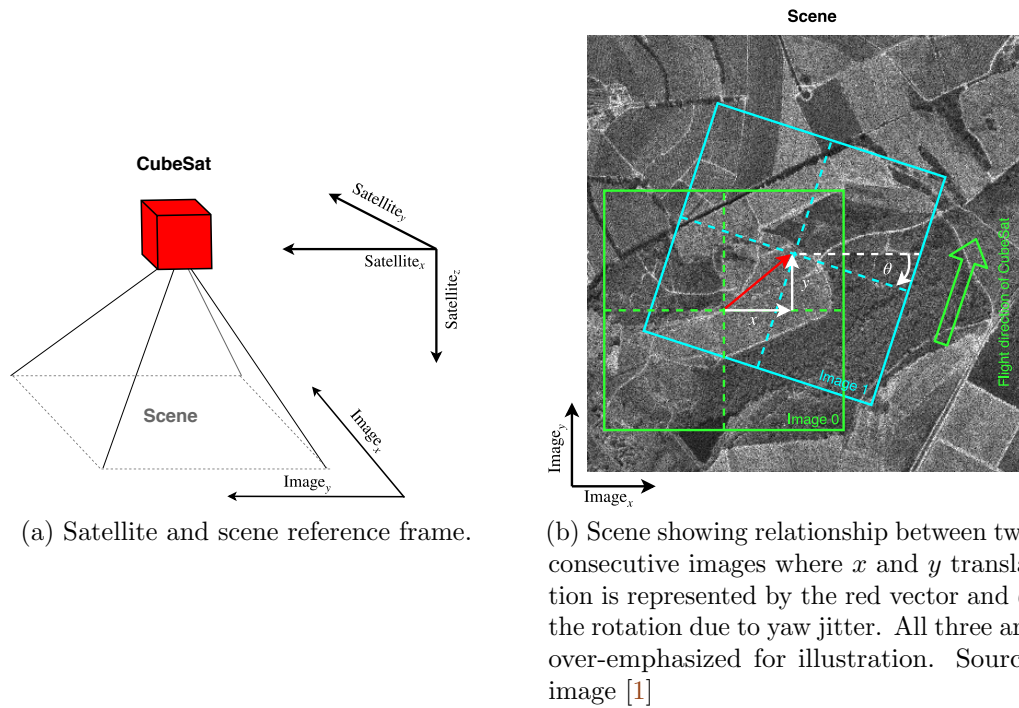 CubeSat
Satellite_y
Satellite_x
Satellite_z
Scene
Image_x
Image_y
(a) Satellite and scene reference frame.
Scene
θ
y
x
Image 1
Image 0
Flight direction of CubeSat
Image_y
Image_x
(b) Scene showing relationship between tw
consecutive images where x and y transla
tion is represented by the red vector and
the rotation due to yaw jitter. All three ar
over-emphasized for illustration. Sourc
image [1]